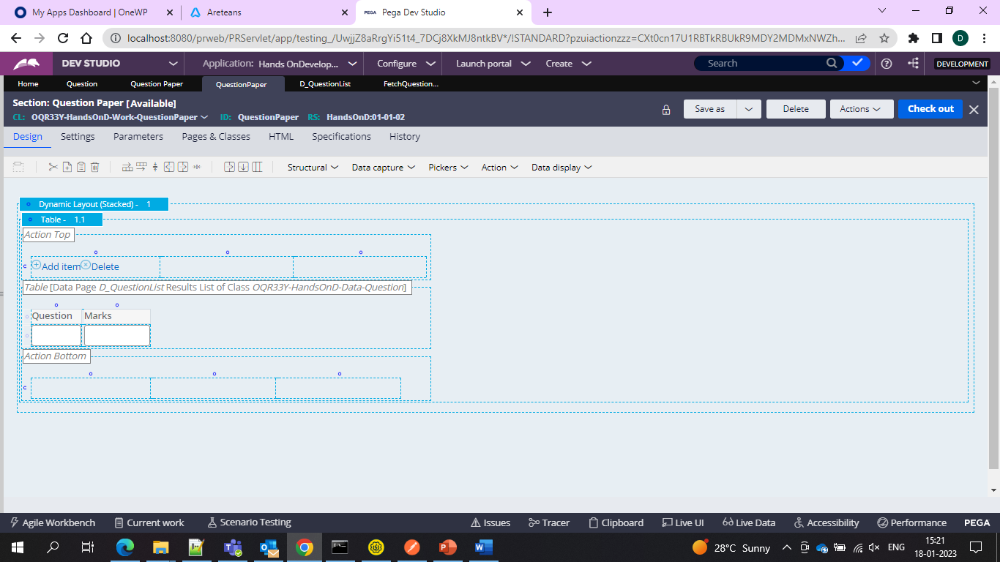 My Apps Dashboard | OneWP
Areteans
PEGA Pega Dev Studio
localhost:8080/prweb/PRServlet/app/testing_/UwjjZ8aRrgYi51t4_7DCj8XkMJ8ntkBV*/!STANDARD?pzuiactionzzz=CXt0cn17U1RBTkRBUkR9MDY2MDMxNWZh...
D
DEV STUDIO
Application: Hands OnDevelop...
Configure
Launch portal
Create
Search
DEVELOPMENT
Home
Question
Question Paper
QuestionPaper
D_QuestionList
FetchQuestion...
Section: Question Paper [Available]
CL: OQR33Y-HandsOnD-Work-QuestionPaper ID: QuestionPaper RS: HandsOnD:01-01-02
Save as
Delete
Actions
Check out
Design
Settings
Parameters
Pages & Classes
HTML
Specifications
History
Structural
Data capture
Pickers
Action
Data display
Dynamic Layout (Stacked) - 1
Table - 1.1
Action Top
Add item Delete
Table [Data Page D_QuestionList Results List of Class OQR33Y-HandsOnD-Data-Question]
Question Marks
Action Bottom
Agile Workbench
Current work
Scenario Testing
Issues
Tracer
Clipboard
Live UI
Live Data
Accessibility
Performance
PEGA
28°C Sunny
ENG
15:21
18-01-2023